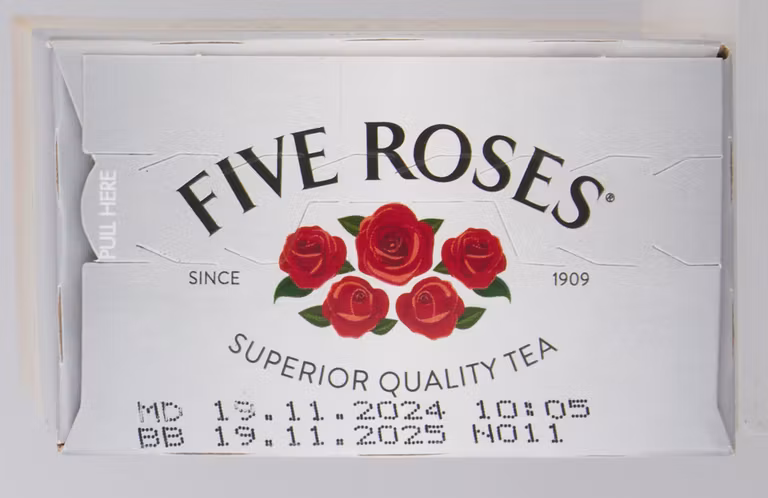 PULL HERE
FIVE ROSES®
SINCE 1909
SUPERIOR QUALITY TEA
MD 19.11.2024 10:05
BB 19.11.2025 N011